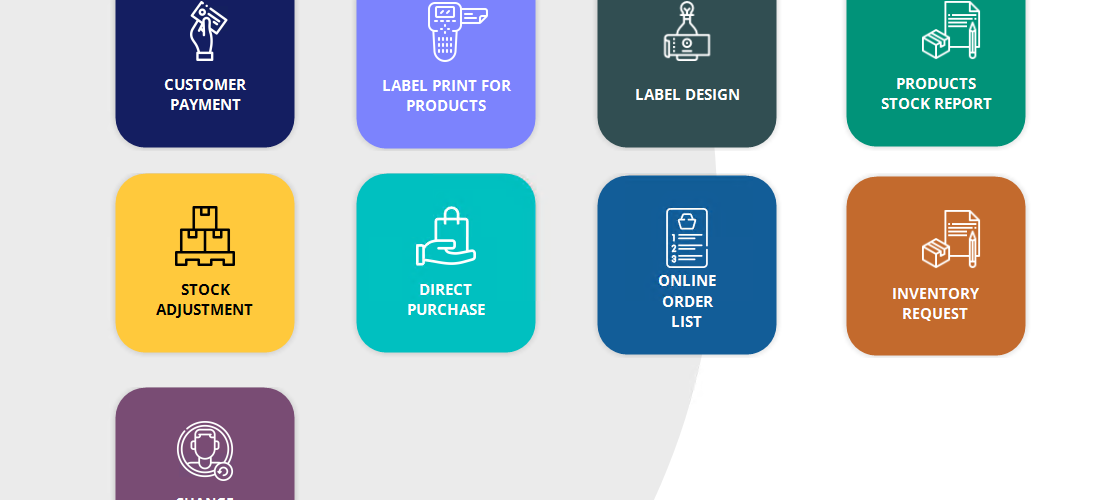 CUSTOMER
PAYMENT
LABEL PRINT FOR
PRODUCTS
LABEL DESIGN
PRODUCTS
STOCK REPORT
STOCK
ADJUSTMENT
DIRECT
PURCHASE
1
2
3
ONLINE
ORDER
LIST
INVENTORY
REQUEST
CHANGE